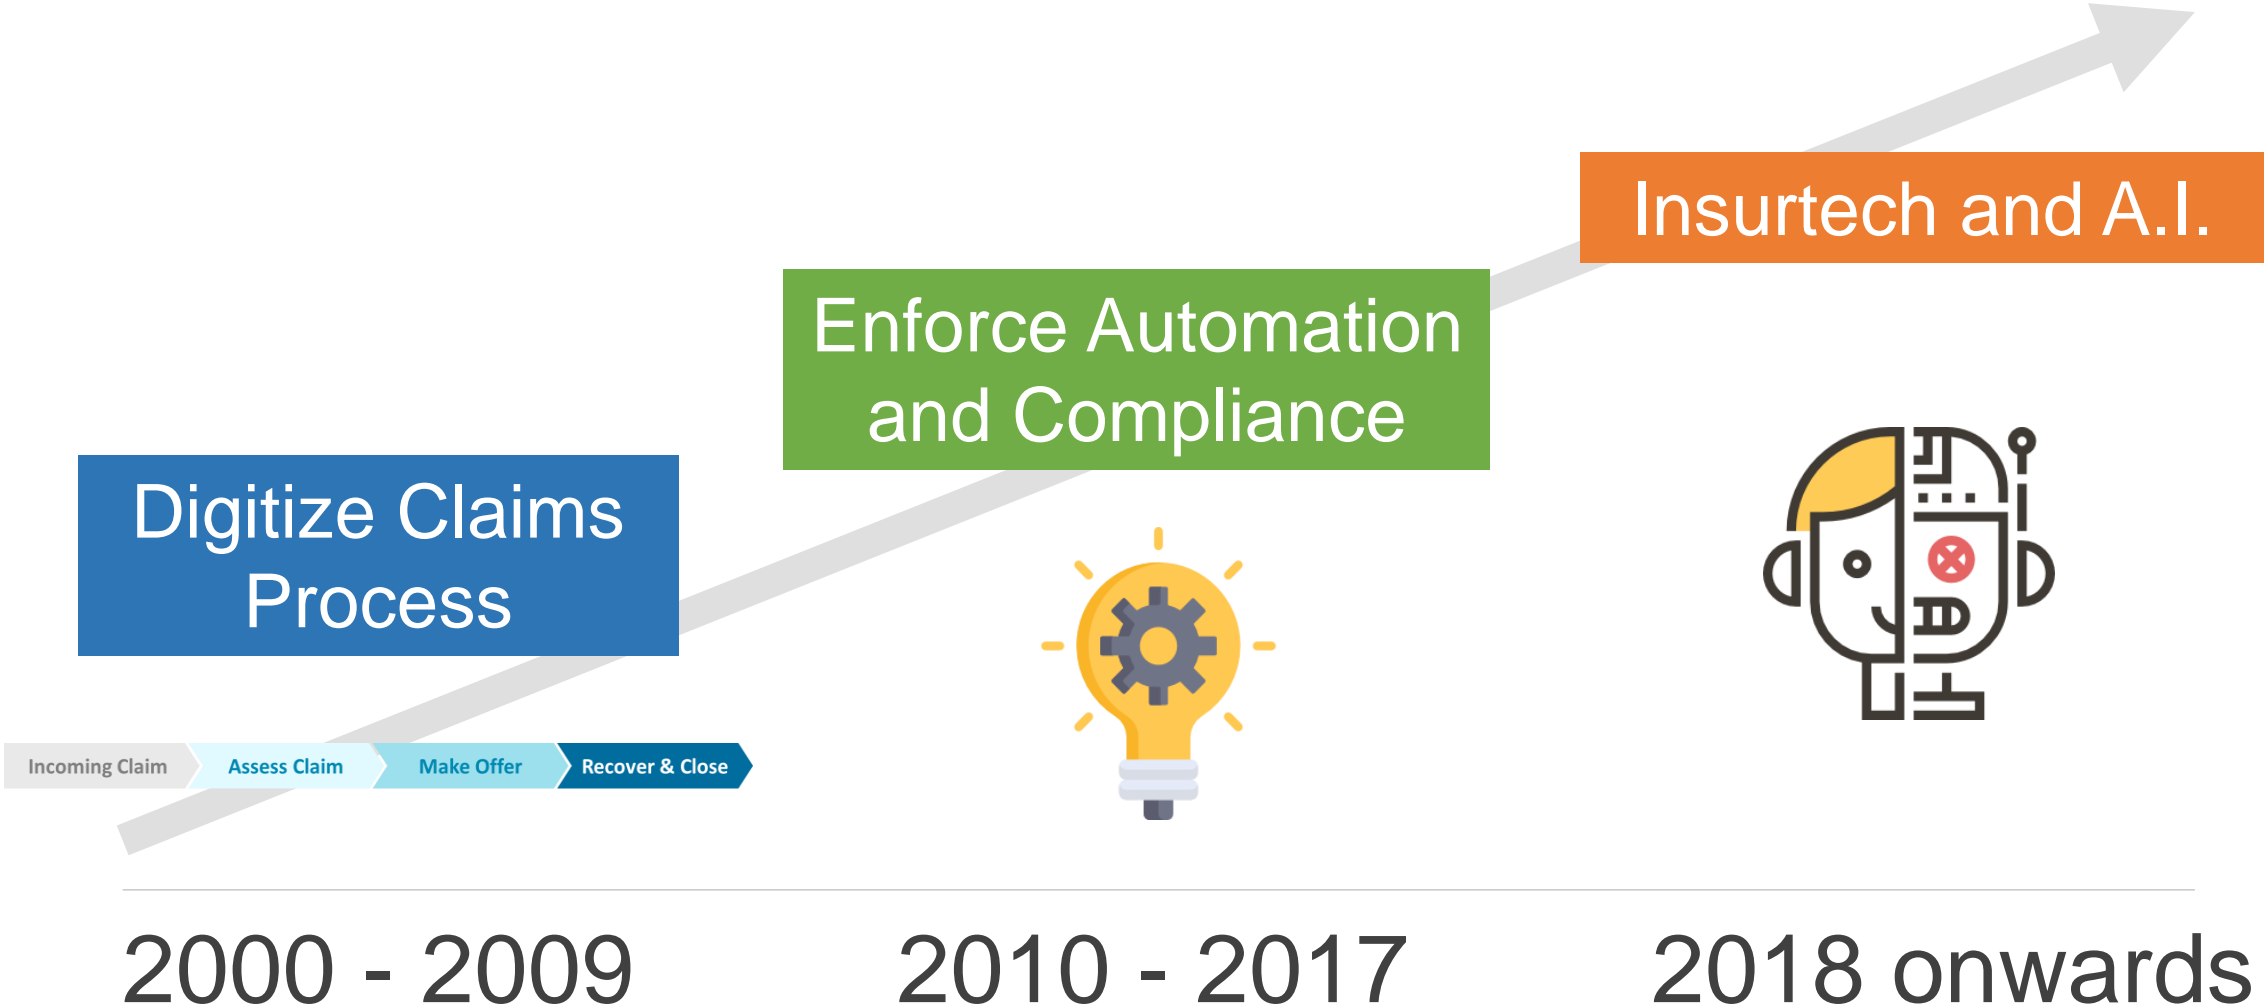 Insurtech and A.I.
Enforce Automation
and Compliance
Digitize Claims
Process
Incoming Claim
Assess Claim
Make Offer
Recover & Close
2000 - 2009
2010 - 2017
2018 onwards